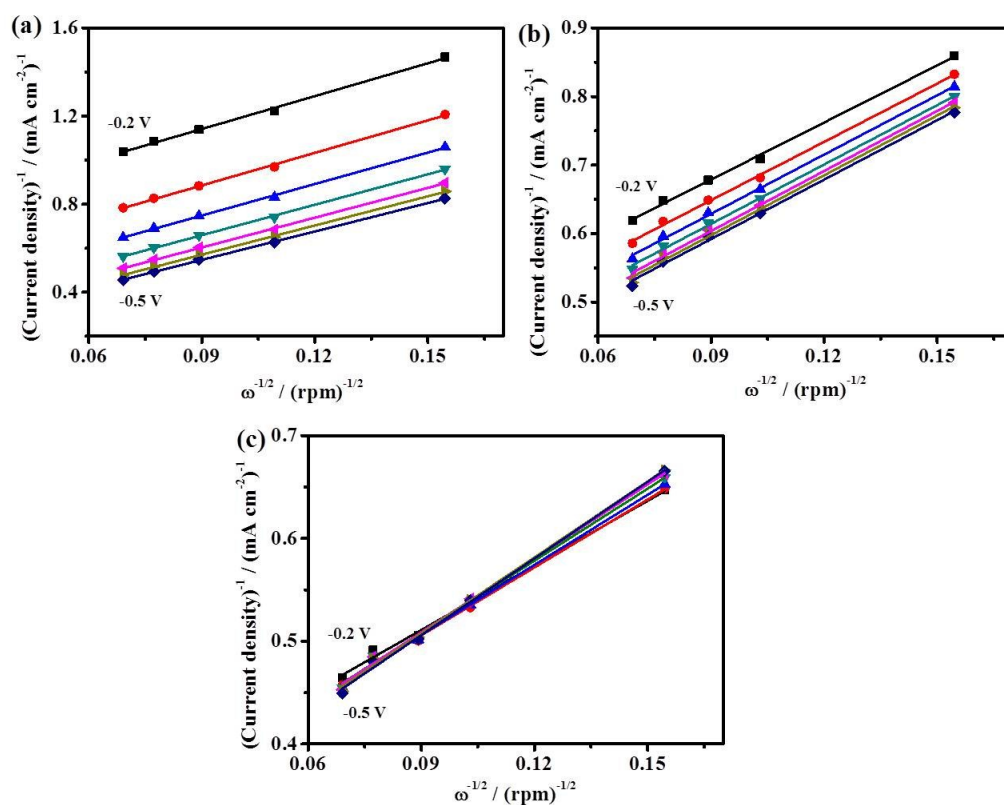 (a)
1.6
1.2
0.8
0.4
-0.2 V
-0.5 V
0.06 0.09 0.12 0.15
(Current density)⁻¹ / (mA cm⁻²)⁻¹
ω⁻¹/² / (rpm)⁻¹/²
(b)
0.9
0.8
0.7
0.6
0.5
-0.2 V
-0.5 V
0.06 0.09 0.12 0.15
(Current density)⁻¹ / (mA cm⁻²)⁻¹
ω⁻¹/² / (rpm)⁻¹/²
(c)
0.7
0.6
0.5
0.4
-0.2 V
-0.5 V
0.06 0.09 0.12 0.15
(Current density)⁻¹ / (mA cm⁻²)⁻¹
ω⁻¹/² / (rpm)⁻¹/²